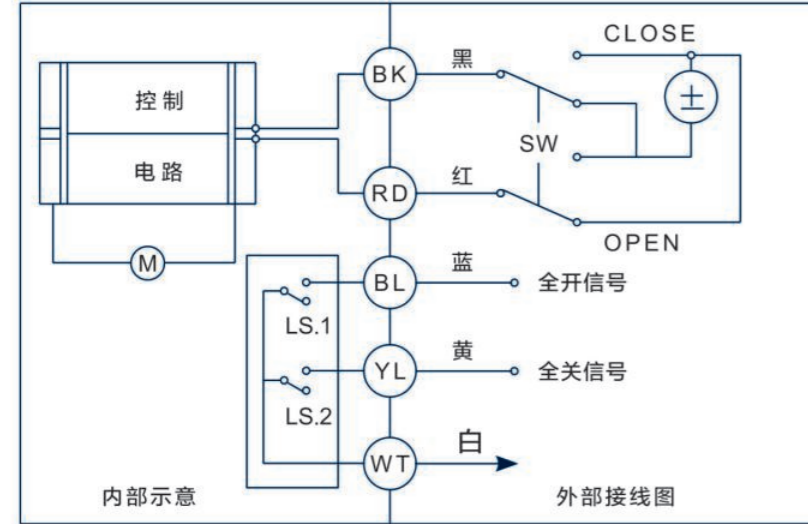 CLOSE
BK
黑
控制
±
SW
电路
RD
红
OPEN
M
BL
蓝
全开信号
LS.1
YL
黄
全关信号
LS.2
WT
白
内部示意
外部接线图